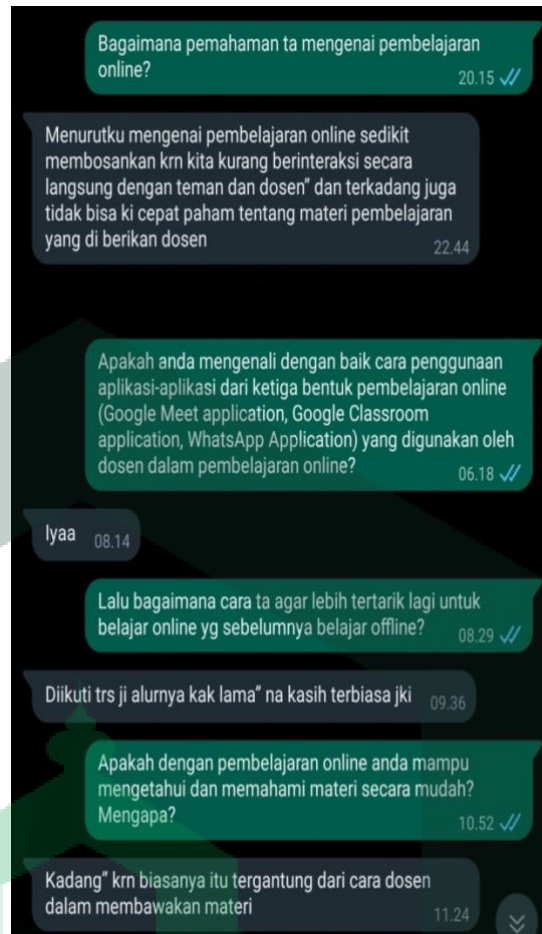 Bagaimana pemahaman ta mengenai pembelajaran
online?
20.15
Menurutku mengenai pembelajaran online sedikit
membosankan krn kita kurang berinteraksi secara
langsung dengan teman dan dosen" dan terkadang juga
tidak bisa ki cepat paham tentang materi pembelajaran
yang di berikan dosen
22.44
Apakah anda mengenali dengan baik cara penggunaan
aplikasi-aplikasi dari ketiga bentuk pembelajaran online
(Google Meet application, Google Classroom
application, WhatsApp Application) yang digunakan oleh
dosen dalam pembelajaran online?
06.18
Iyaa 08.14
Lalu bagaimana cara ta agar lebih tertarik lagi untuk
belajar online yg sebelumnya belajar offline?
08.29
Diikuti trs ji alurnya kak lama" na kasih terbiasa jki 09.36
Apakah dengan pembelajaran online anda mampu
mengetahui dan memahami materi secara mudah?
Mengapa?
10.52
Kadang" krn biasanya itu tergantung dari cara dosen
dalam membawakan materi
11.24